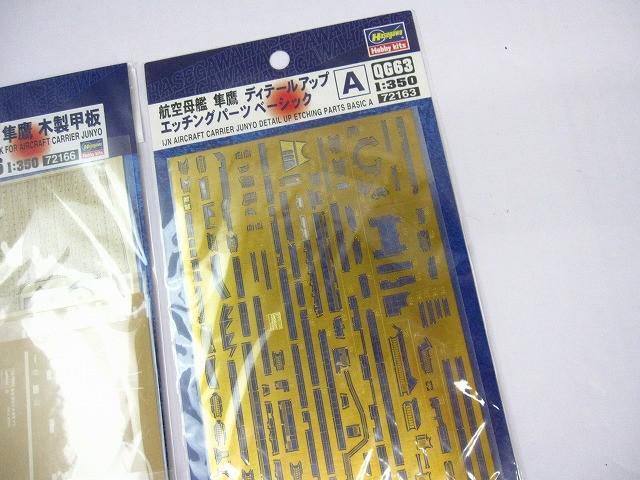 Hasegawa
Hobby kits
航空母艦 隼鷹 ディテールアップ
エッチングパーツ ベーシック
A
QG63
1:350
72163
IJN AIRCRAFT CARRIER JUNYO DETAIL UP ETCHING PARTS BASIC A
隼鷹 木製甲板
FOR AIRCRAFT CARRIER JUNYO
1:350
72166
Hasegawa